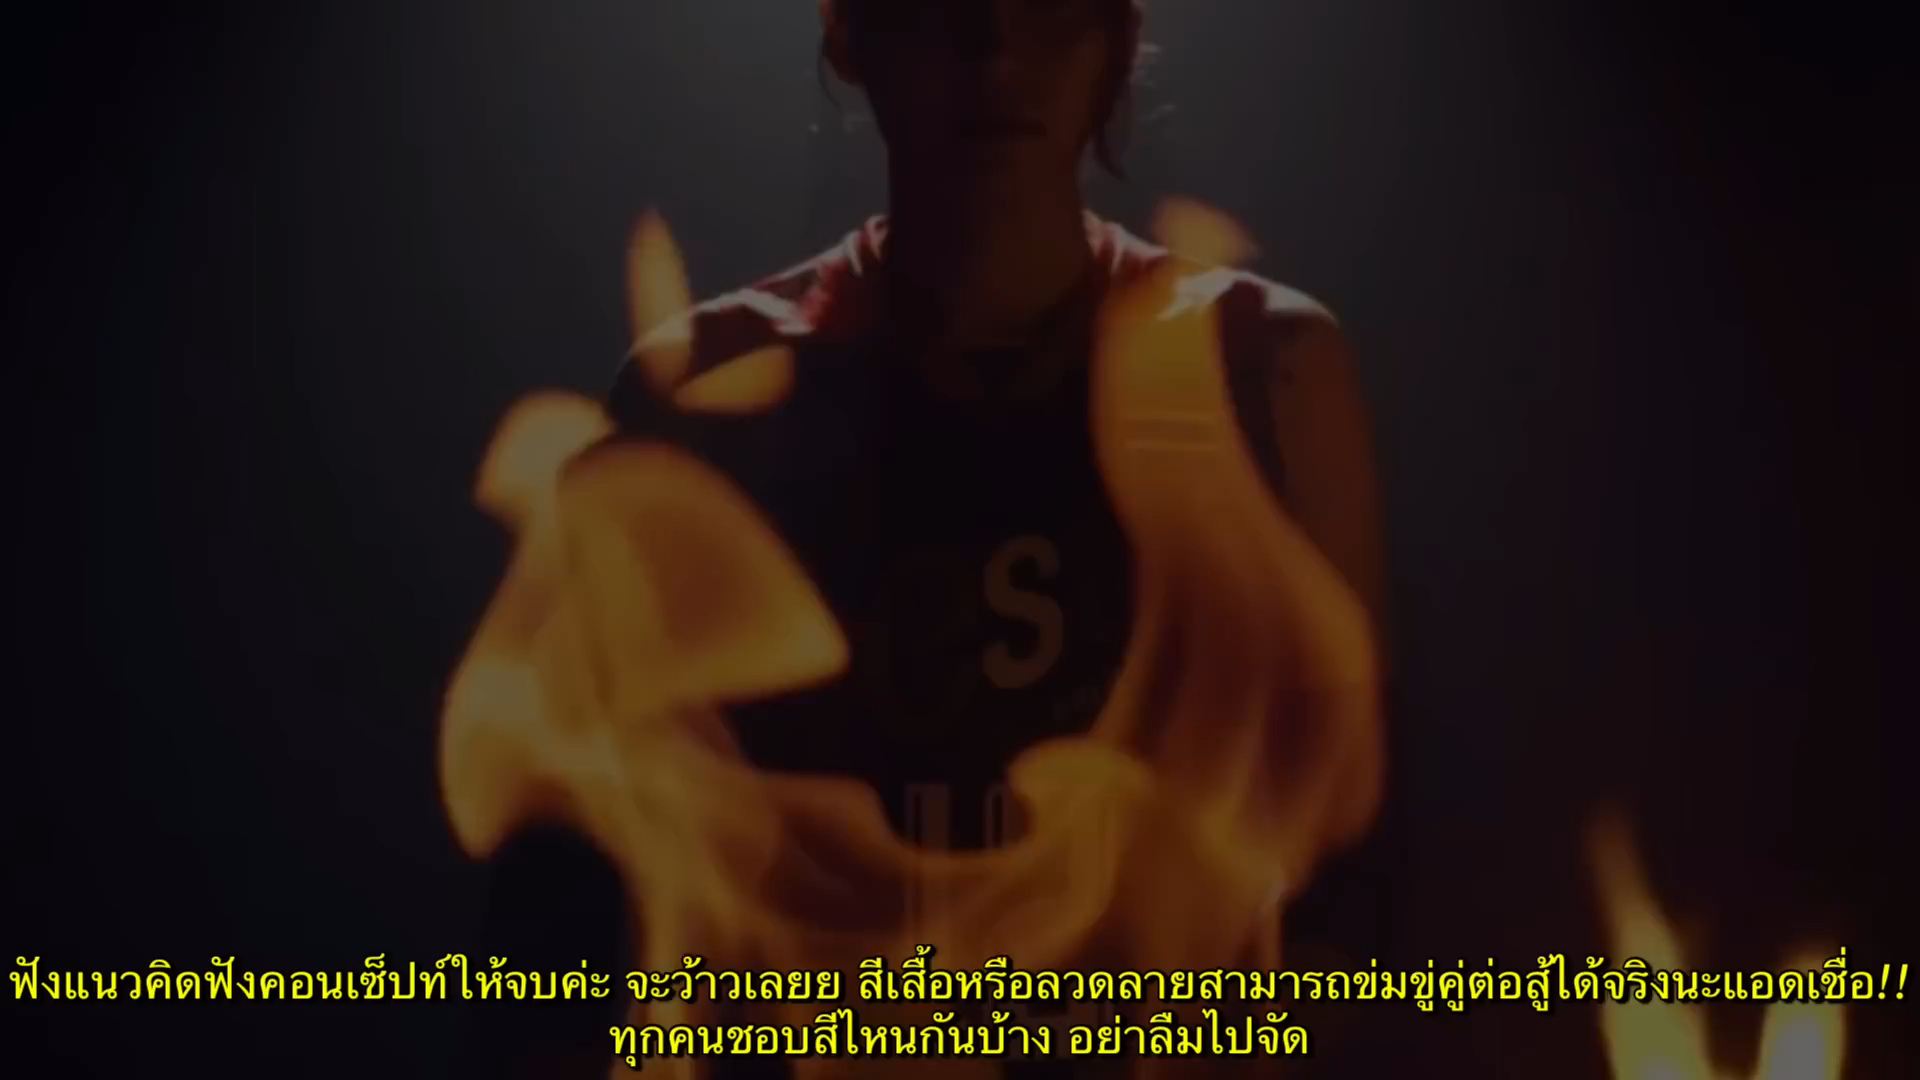 S
ฟังแนวคิดฟังคอนเซ็ปท์ให้จบค่ะ จะว้าวเลยย สีเสื้อหรือลวดลายสามารถข่มขู่คู่ต่อสู้ได้จริงนะแอดเชื่อ!!
ทุกคนชอบสีไหนกันบ้าง อย่าลืมไปจัด